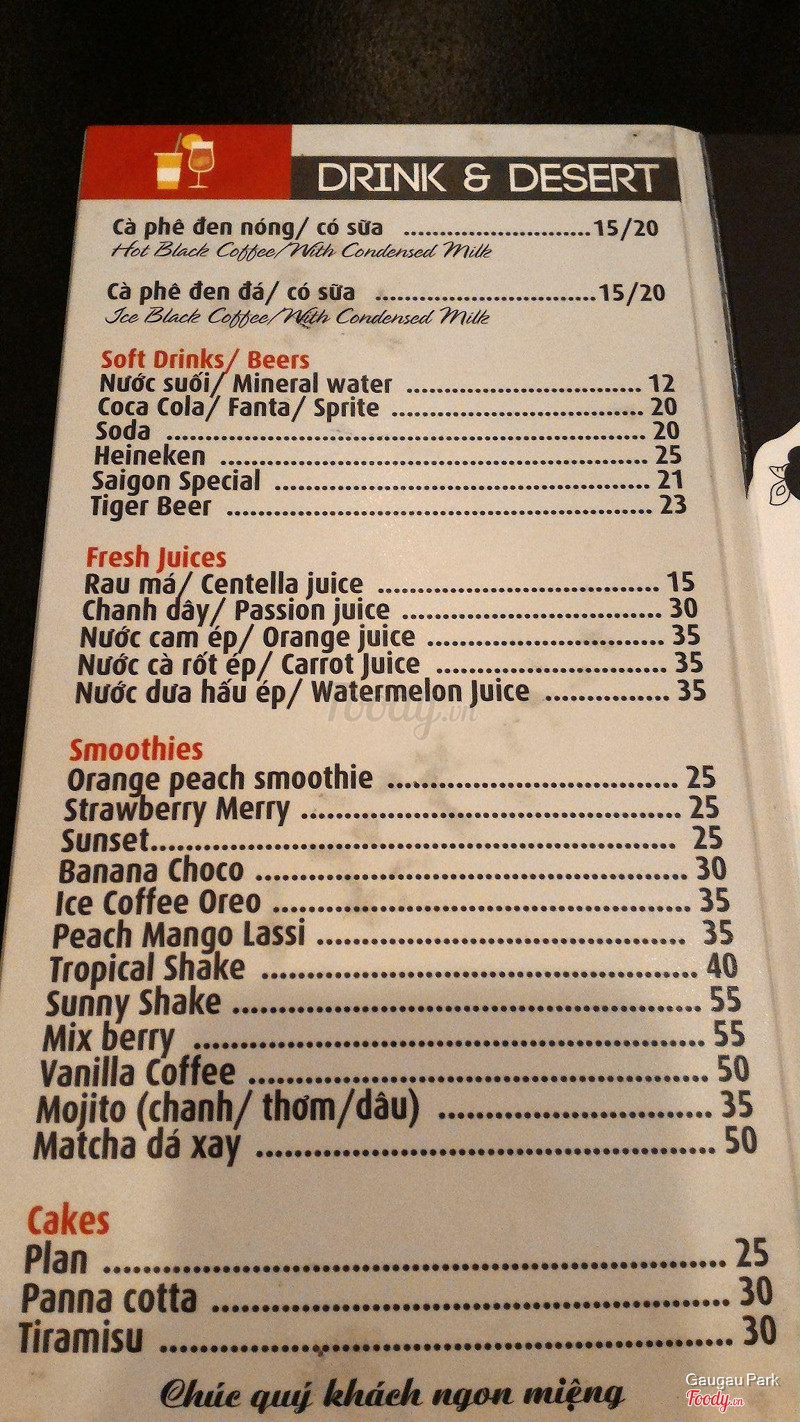 DRINK & DESERT
Cà phê đen nóng/ có sữa ..........................15/20
Hot Black Coffee/With Condensed Milk
Cà phê đen đá/ có sữa ..............................15/20
Ice Black Coffee/With Condensed Milk
Soft Drinks/ Beers
Nước suối/ Mineral water ................................ 12
Coca Cola/ Fanta/ Sprite .................................. 20
Soda ................................................................. 20
Heineken .......................................................... 25
Saigon Special ................................................... 21
Tiger Beer .......................................................... 23
Fresh Juices
Rau má/ Centella juice ..................................... 15
Chanh dây/ Passion juice .................................. 30
Nước cam ép/ Orange juice ............................... 35
Nước cà rốt ép/ Carrot Juice .............................. 35
Nước dưa hấu ép/ Watermelon Juice ................ 35
Foody.vn
Smoothies
Orange peach smoothie ..................................... 25
Strawberry Merry ................................................ 25
Sunset.................................................................. 25
Banana Choco ..................................................... 30
Ice Coffee Oreo ................................................... 35
Peach Mango Lassi ............................................. 35
Tropical Shake .................................................... 40
Sunny Shake ....................................................... 55
Mix berry ............................................................ 55
Vanilla Coffee ..................................................... 50
Mojito (chanh/ thơm/dâu) ................................ 35
Matcha dá xay .................................................... 50
Cakes
Plan ..................................................................... 25
Panna cotta ......................................................... 30
Tiramisu .............................................................. 30
Chúc quý khách ngon miệng
Gaugau Park
Foody.vn